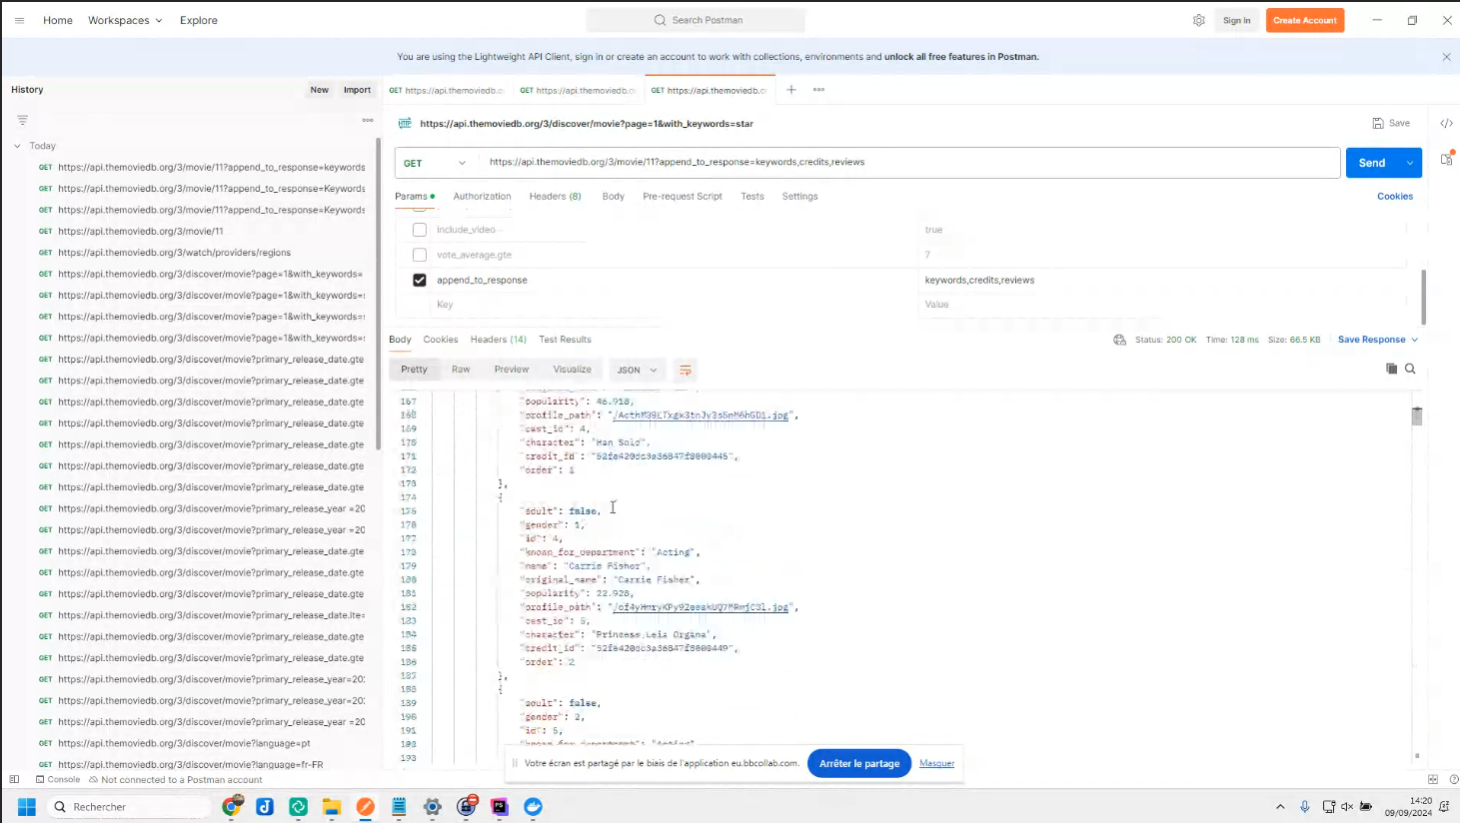 Home Workspaces Explore Search Postman Sign In Create Account
You are using the Lightweight API Client, sign in or create an account to work with collections, environments and unlock all free features in Postman.
History New Import GET https://api.themoviedb.c GET https://api.themoviedb.c GET https://api.themoviedb.c
https://api.themoviedb.org/3/discover/movie?page=1&with_keywords=star Save
Today
GET https://api.themoviedb.org/3/movie/11?append_to_response=keywords,credits,reviews Send
Params Authorization Headers (8) Body Pre-request Script Tests Settings Cookies
include_video true
vote_average.gte 7
append_to_response keywords,credits,reviews
Key Value
GET https://api.themoviedb.org/3/movie/11?append_to_response=keywords
GET https://api.themoviedb.org/3/movie/11?append_to_response=Keywords
GET https://api.themoviedb.org/3/movie/11?append_to_response=Keywords
GET https://api.themoviedb.org/3/movie/11
GET https://api.themoviedb.org/3/watch/providers/regions
GET https://api.themoviedb.org/3/discover/movie?page=1&with_keywords=
GET https://api.themoviedb.org/3/discover/movie?page=1&with_keywords=
GET https://api.themoviedb.org/3/discover/movie?page=1&with_keywords=
GET https://api.themoviedb.org/3/discover/movie?page=1&with_keywords=
GET https://api.themoviedb.org/3/discover/movie?primary_release_date.gte
GET https://api.themoviedb.org/3/discover/movie?primary_release_date.gte
GET https://api.themoviedb.org/3/discover/movie?primary_release_date.gte
GET https://api.themoviedb.org/3/discover/movie?primary_release_date.gte
GET https://api.themoviedb.org/3/discover/movie?primary_release_date.gte
GET https://api.themoviedb.org/3/discover/movie?primary_release_date.gte
GET https://api.themoviedb.org/3/discover/movie?primary_release_date.gte
GET https://api.themoviedb.org/3/discover/movie?primary_release_year =20
GET https://api.themoviedb.org/3/discover/movie?primary_release_year =20
GET https://api.themoviedb.org/3/discover/movie?primary_release_date.gte
GET https://api.themoviedb.org/3/discover/movie?primary_release_date.gte
GET https://api.themoviedb.org/3/discover/movie?primary_release_date.gte
GET https://api.themoviedb.org/3/discover/movie?primary_release_date.lte=
GET https://api.themoviedb.org/3/discover/movie?primary_release_date.gte
GET https://api.themoviedb.org/3/discover/movie?primary_release_date.gte
GET https://api.themoviedb.org/3/discover/movie?primary_release_year=20
GET https://api.themoviedb.org/3/discover/movie?primary_release_year=20
GET https://api.themoviedb.org/3/discover/movie?primary_release_year =20
GET https://api.themoviedb.org/3/discover/movie?language=pt
GET https://api.themoviedb.org/3/discover/movie?language=fr-FR
Body Cookies Headers (14) Test Results Status: 200 OK Time: 128 ms Size: 66.5 KB Save Response
Pretty Raw Preview Visualize JSON
167 "popularity": 46.918,
168 "profile_path":
169 "cast_id": 4,
170 "character": "Han Solo",
171 "credit_id":
172 "order": 1
173 },
174 {
175 "adult": false,
176 "gender": 1,
177 "id": 4,
178 "known_for_department": "Acting",
179 "name": "Carrie Fisher",
180 "original_name": "Carrie Fisher",
181 "popularity": 22.928,
182 "profile_path":
183 "cast_id": 5,
184 "character": "Princess Leia Organa",
185 "credit_id":
186 "order": 2
187 },
188 {
189 "adult": false,
190 "gender": 2,
191 "id": 5,
192 "known_for_department": "Acting",
193
Votre écran est partagé par le biais de l'application eu.bbcollab.com. Arrêter le partage Masquer
Console Not connected to a Postman account
Rechercher
14:20
09/09/2024